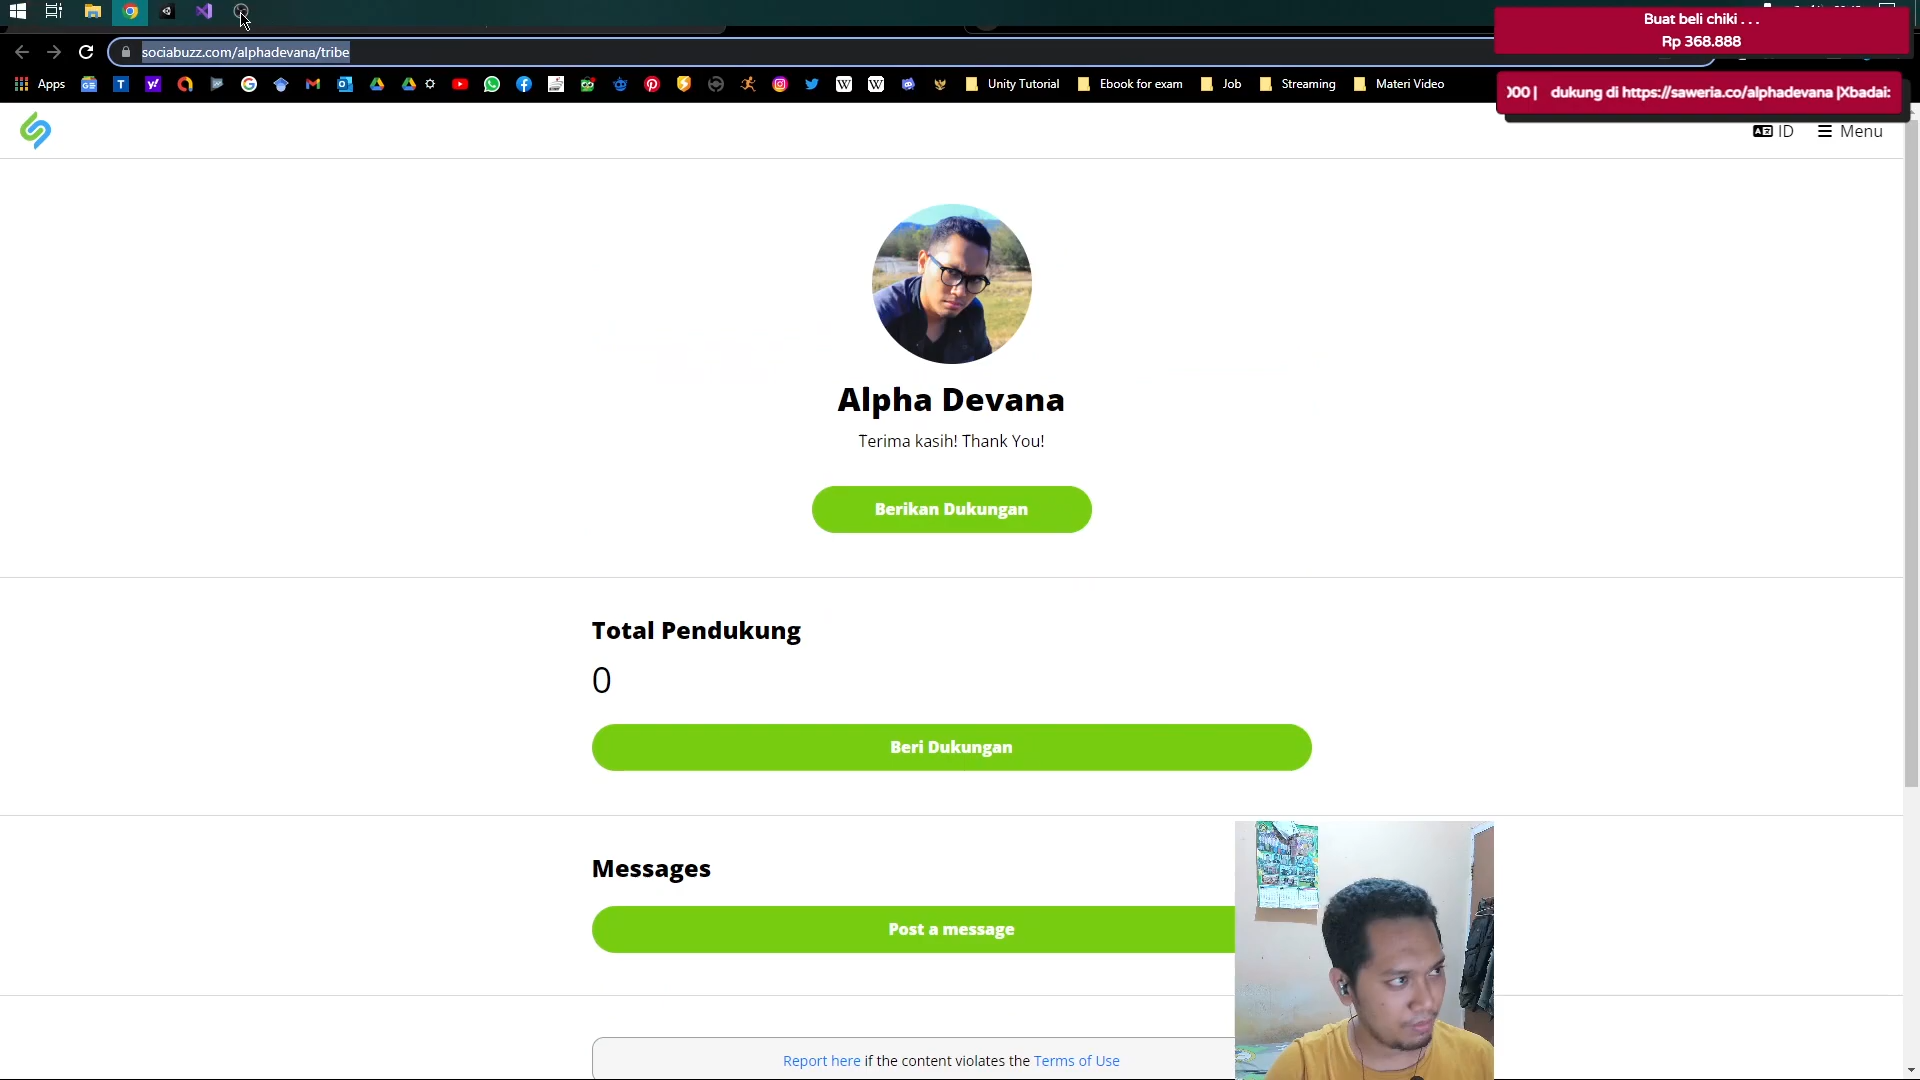 Buat beli chiki . . .
Rp 368.888
sociabuzz.com/alphadevana/tribe
Apps
Unity Tutorial
Ebook for exam
Job
Streaming
Materi Video
000 | dukung di https://saweria.co/alphadevana |Xbadai:
ID
Menu
Alpha Devana
Terima kasih! Thank You!
Berikan Dukungan
Total Pendukung
0
Beri Dukungan
Messages
Post a message
Report here if the content violates the Terms of Use